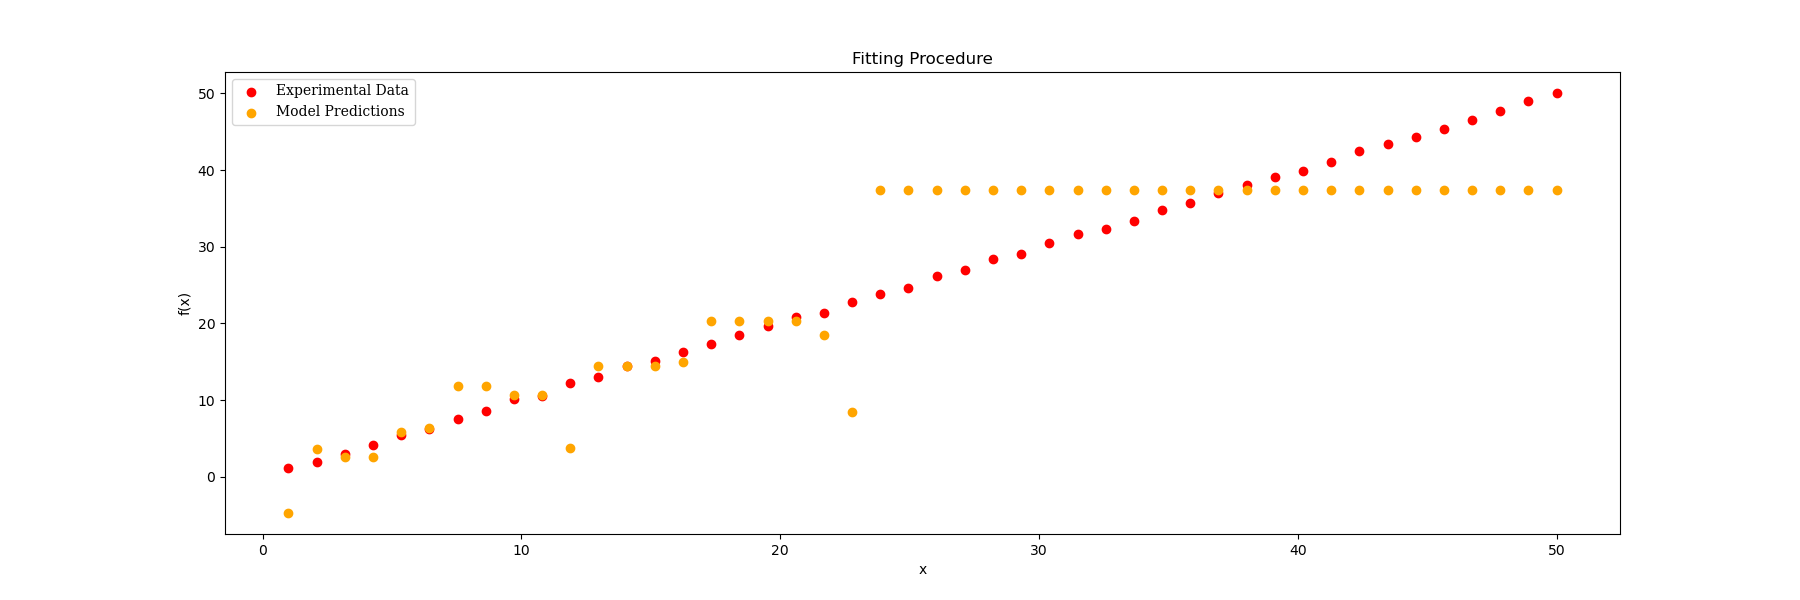 Fitting Procedure
Experimental Data
Model Predictions
f(x)
50
40
30
20
10
0
0 10 20 30 40 50
x